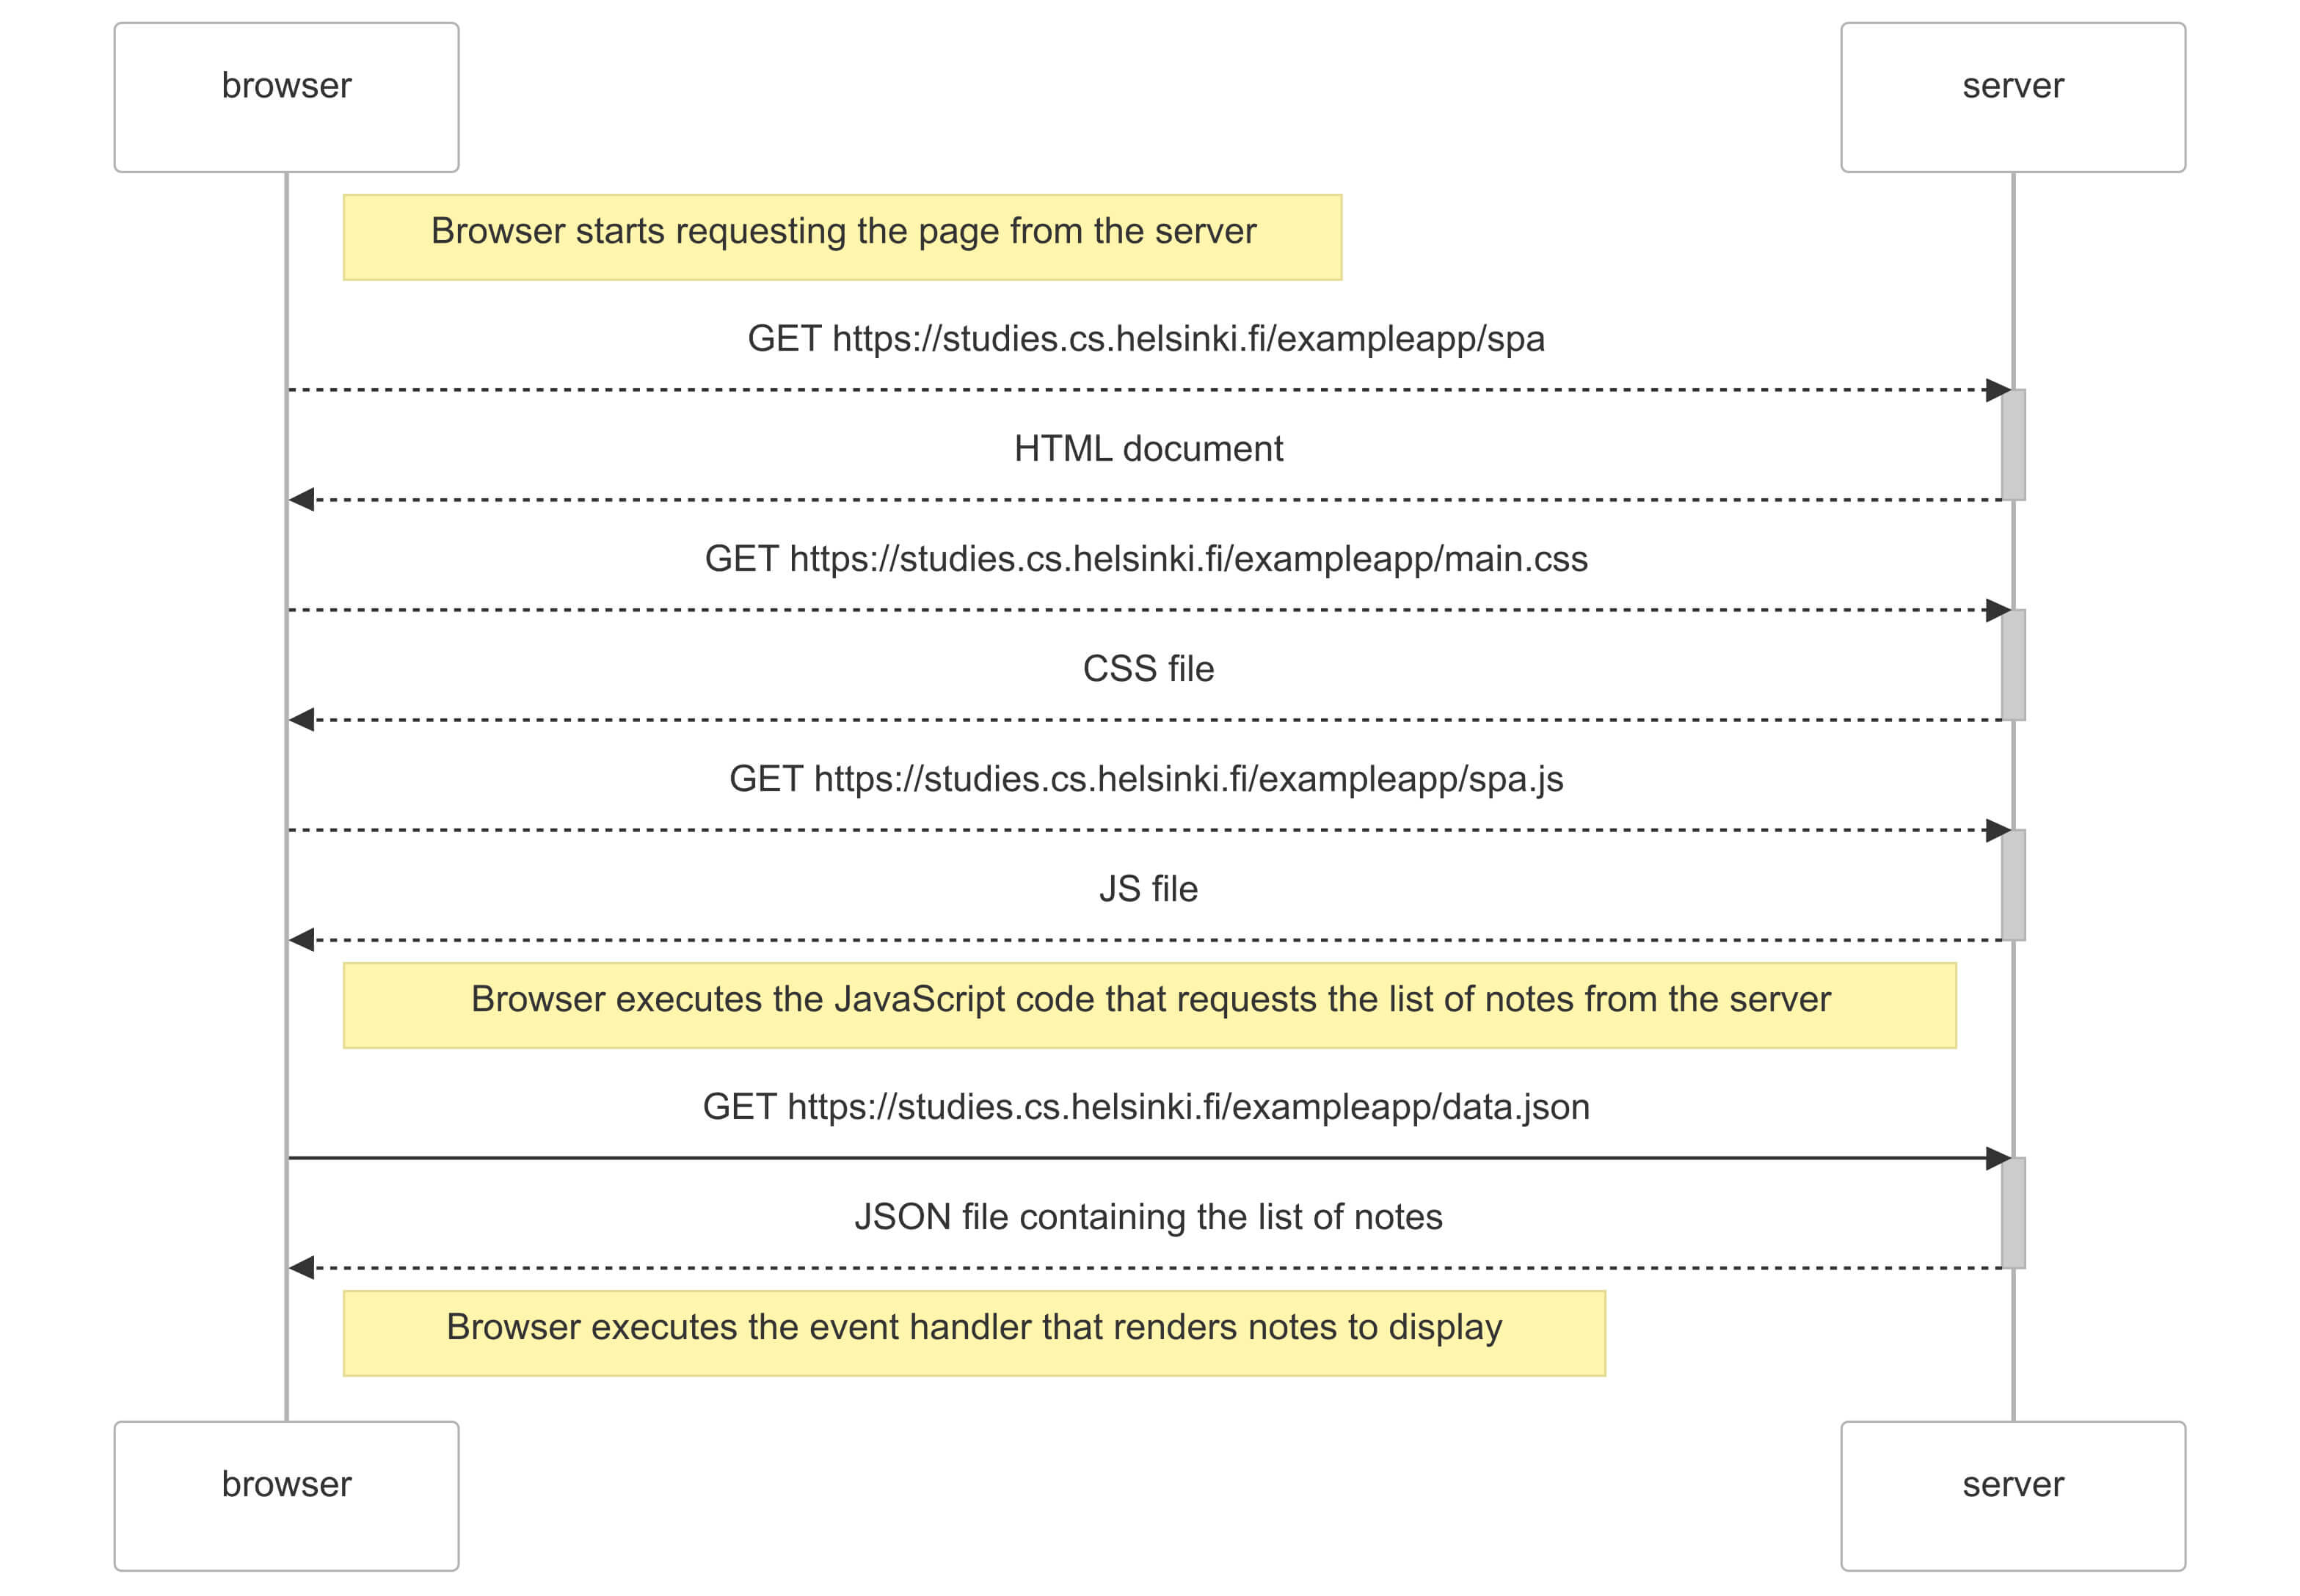 browser
server
Browser starts requesting the page from the server
GET https://studies.cs.helsinki.fi/exampleapp/spa
HTML document
GET https://studies.cs.helsinki.fi/exampleapp/main.css
CSS file
GET https://studies.cs.helsinki.fi/exampleapp/spa.js
JS file
Browser executes the JavaScript code that requests the list of notes from the server
GET https://studies.cs.helsinki.fi/exampleapp/data.json
JSON file containing the list of notes
Browser executes the event handler that renders notes to display
browser
server